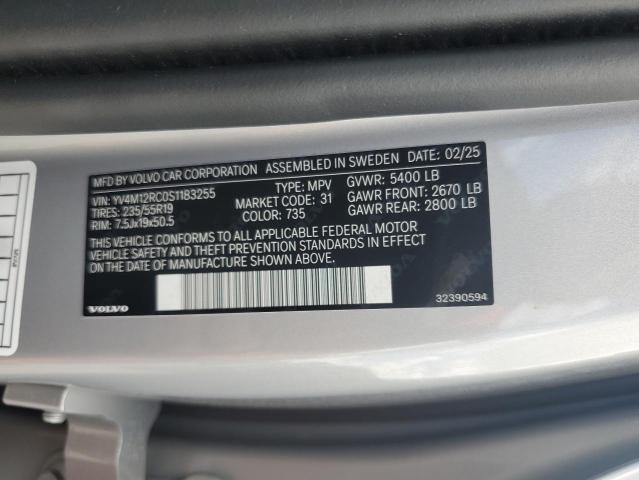 MFD BY VOLVO CAR CORPORATION ASSEMBLED IN SWEDEN DATE: 02/25
VIN: YV4M12RC0S1183255 TYPE: MPV GVWR: 5400 LB
TIRES: 235/55R19 MARKET CODE: 31 GAWR FRONT: 2670 LB
RIM: 7.5Jx19x50.5 COLOR: 735 GAWR REAR: 2800 LB
THIS VEHICLE CONFORMS TO ALL APPLICABLE FEDERAL MOTOR
VEHICLE SAFETY AND THEFT PREVENTION STANDARDS IN EFFECT
ON THE DATE OF MANUFACTURE SHOWN ABOVE.
VOLVO 32390594